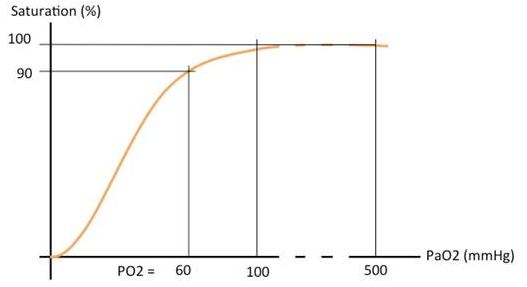 Saturation (%)
100
90
PaO2 (mmHg)
PO2 = 60 100 500